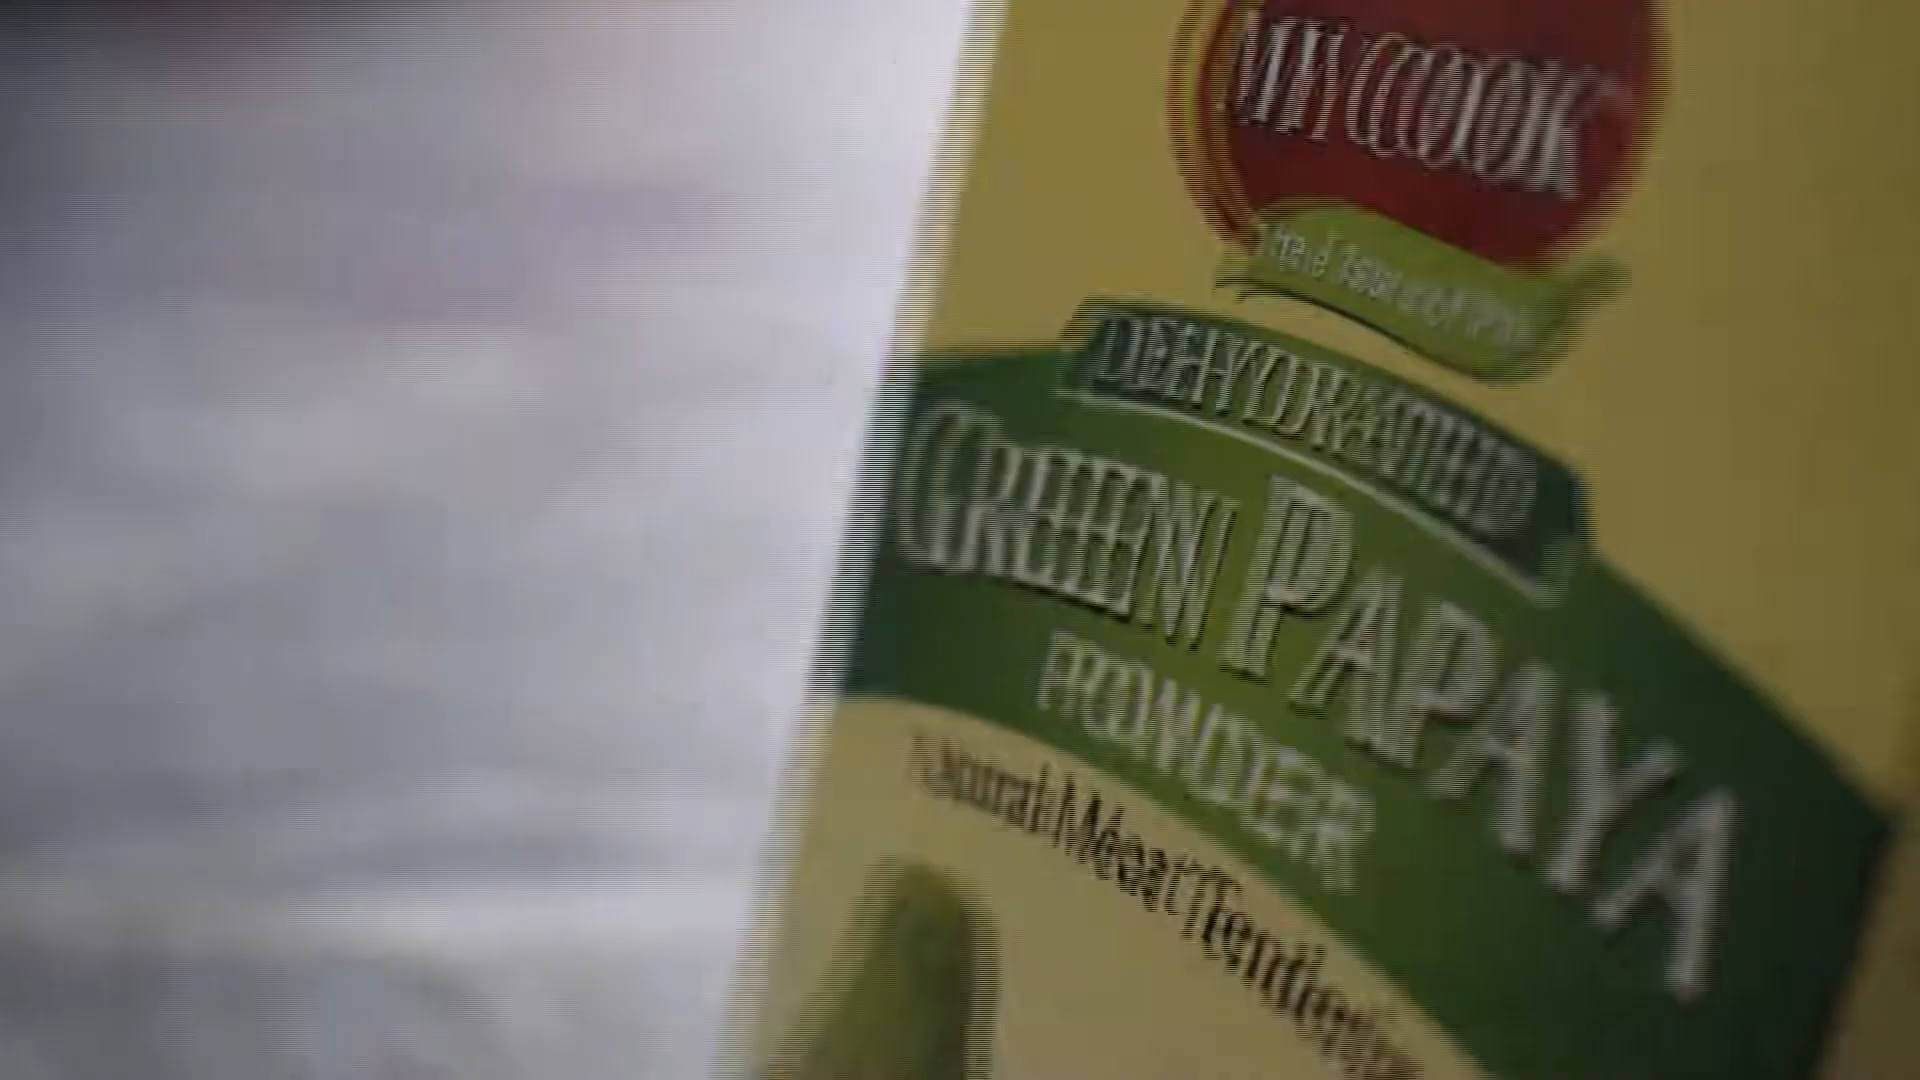 MYCOOK
DEHYDRATED
GREEN PAPAYA
POWDER
Natural Meat Tenderizer